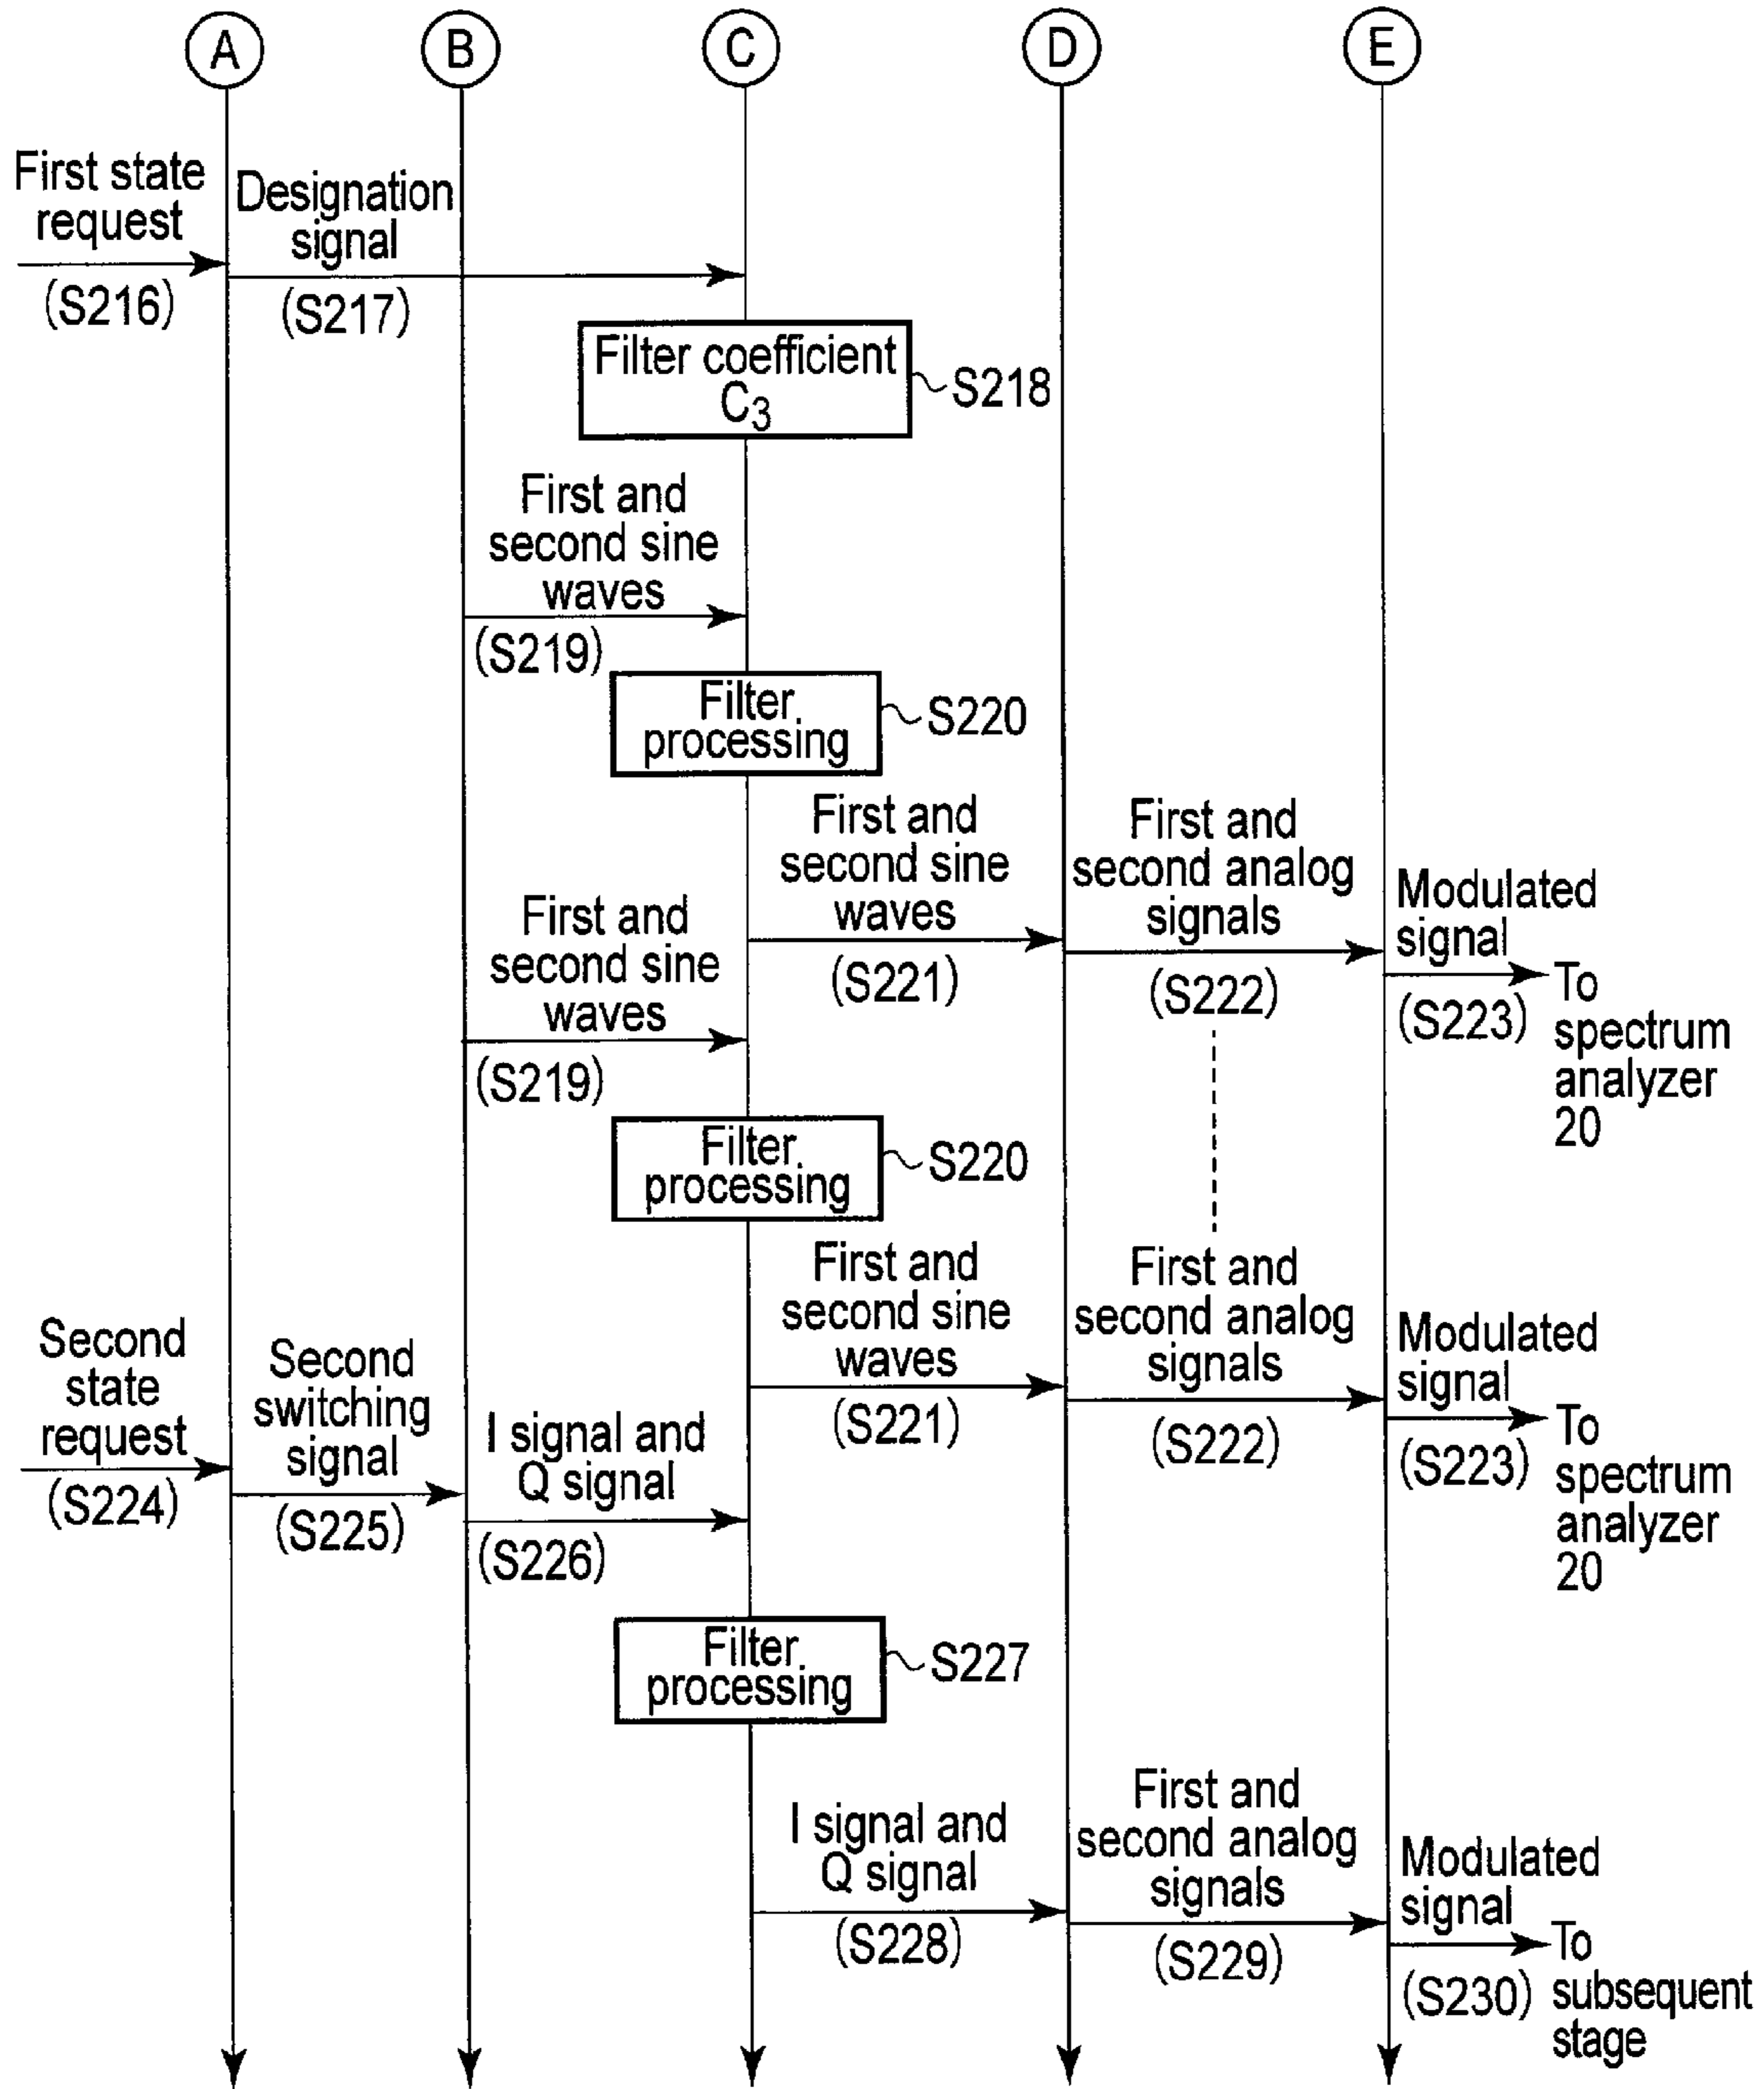 A
B
C
D
E
First state
request
(S216)
Designation
signal
(S217)
Filter coefficient
C3
S218
First and
second sine
waves
(S219)
Filter
processing
S220
First and
second sine
waves
(S221)
First and
second analog
signals
(S222)
Modulated
signal
(S223)
To
spectrum
analyzer
20
First and
second sine
waves
(S219)
Filter
processing
S220
First and
second sine
waves
(S221)
First and
second analog
signals
(S222)
Modulated
signal
(S223)
To
spectrum
analyzer
20
Second
state
request
(S224)
Second
switching
signal
(S225)
I signal and
Q signal
(S226)
Filter
processing
S227
I signal and
Q signal
(S228)
First and
second analog
signals
(S229)
Modulated
signal
(S230)
To
subsequent
stage